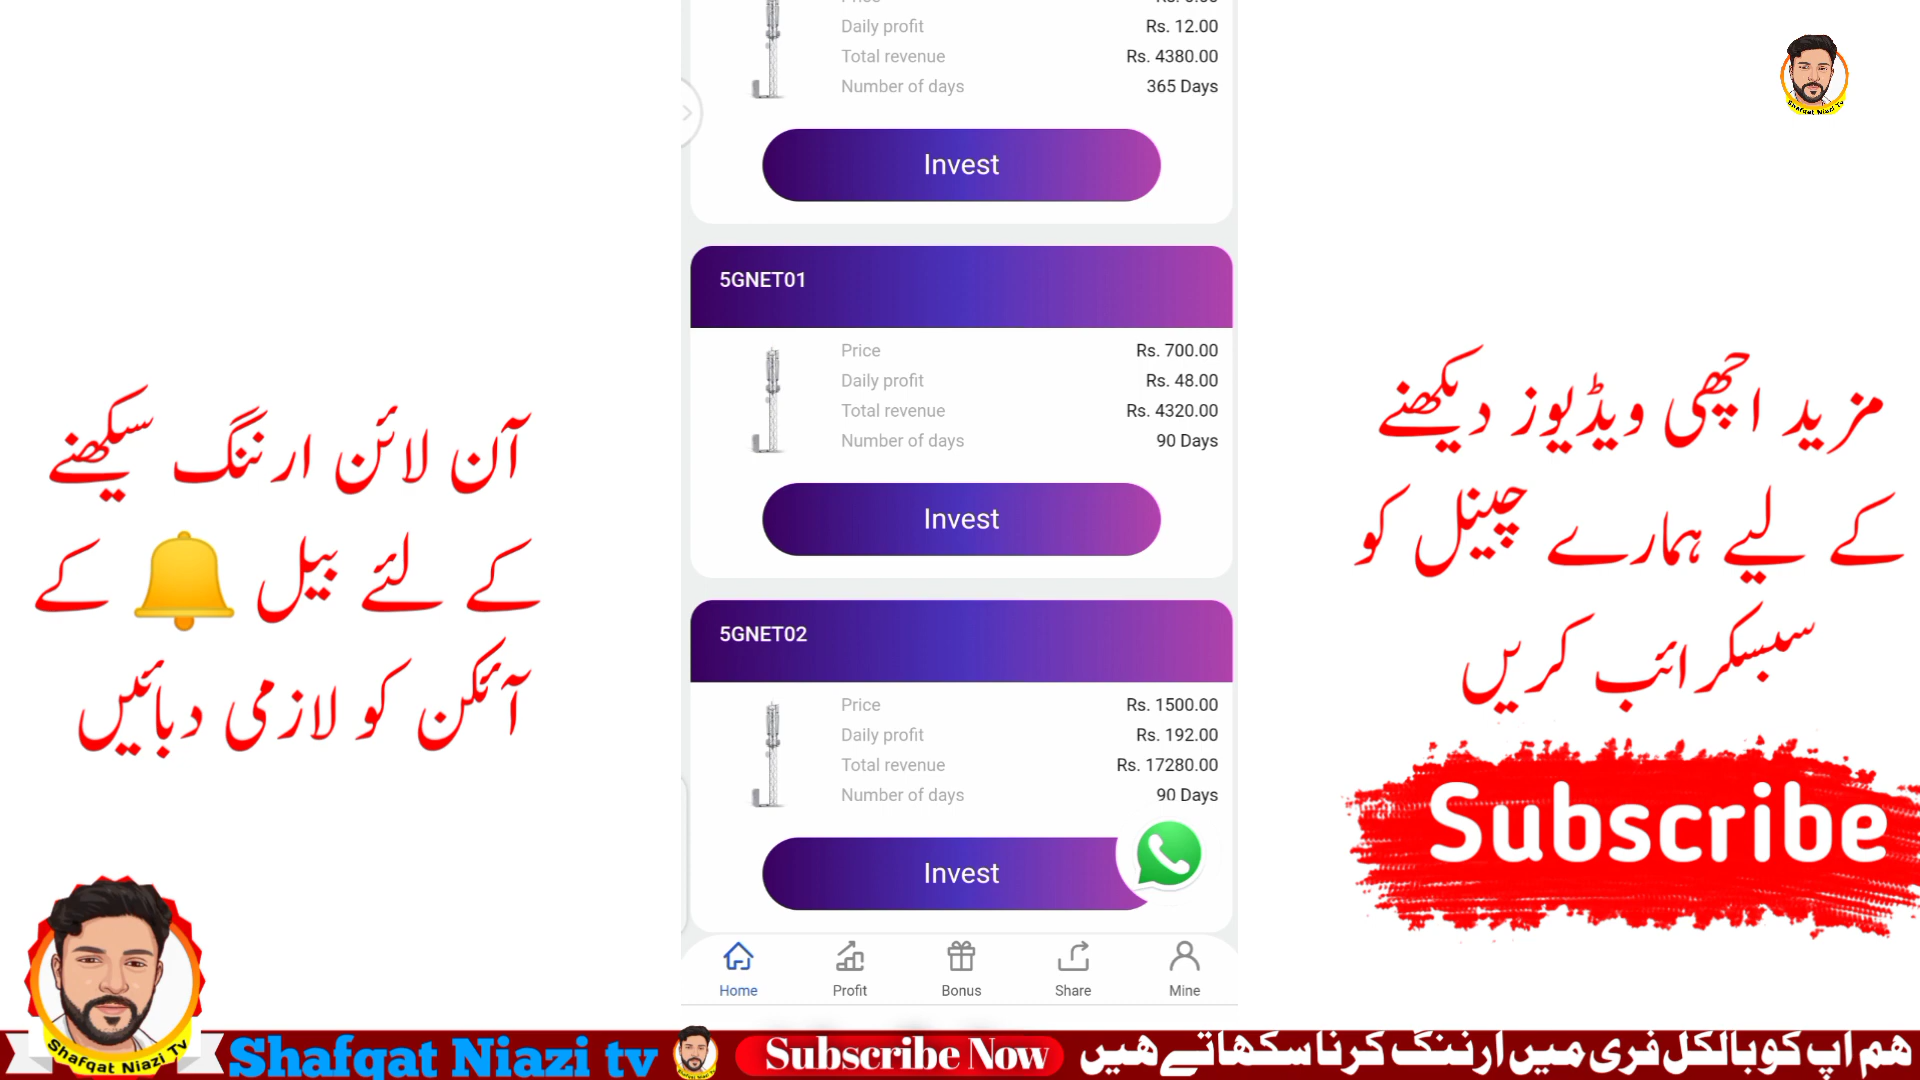 Daily profit Rs. 12.00
Total revenue Rs. 4380.00
Number of days 365 Days
Invest
5GNET01
Price Rs. 700.00
Daily profit Rs. 48.00
Total revenue Rs. 4320.00
Number of days 90 Days
Invest
5GNET02
Price Rs. 1500.00
Daily profit Rs. 192.00
Total revenue Rs. 17280.00
Number of days 90 Days
Invest
Home Profit Bonus Share Mine
آن لائن ارننگ سیکھنے
کے لئے بیل 🔔 کے
آئکن کو لازمی دبائیں
مزید اچھی ویڈیوز دیکھنے
کے لیے ہمارے چینل کو
سبسکرائب کریں
Subscribe
Shafqat Niazi Tv
Shafqat Niazi Tv
Shafqat Niazi tv
Subscribe Now
ہم آپ کو بالکل فری میں ارننگ کرنا سکھاتے ہیں